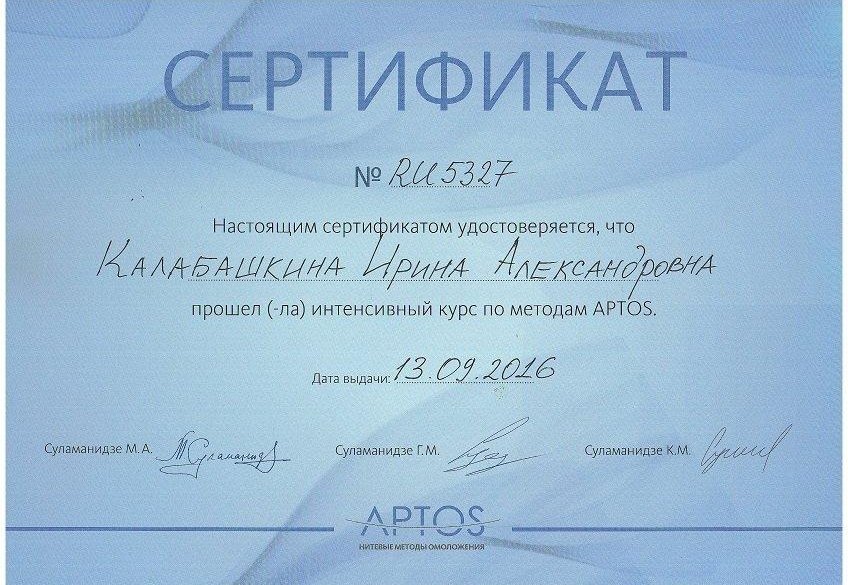 СЕРТИФИКАТ
№ RU5327
Настоящим сертификатом удостоверяется, что
Калабашкина Ирина Александровна
прошел (-ла) интенсивный курс по методам APTOS.
Дата выдачи: 13.09.2016
Суламанидзе М.А. Суламанидзе Г.М. Суламанидзе К.М.
APTOS
НИТЕВЫЕ МЕТОДЫ ОМОЛОЖЕНИЯ